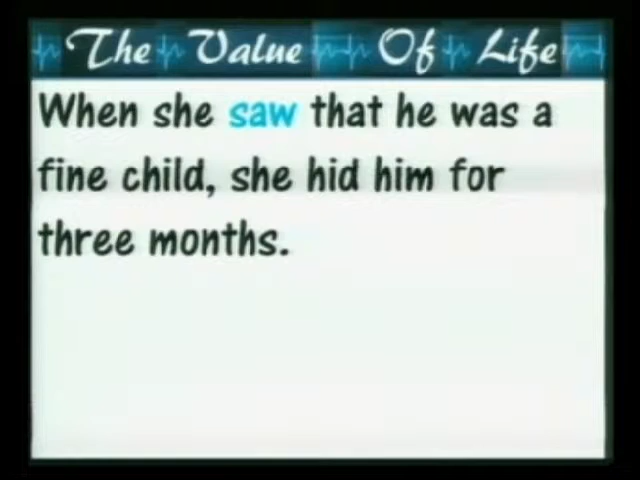 The Value Of Life
When she saw that he was a
fine child, she hid him for
three months.